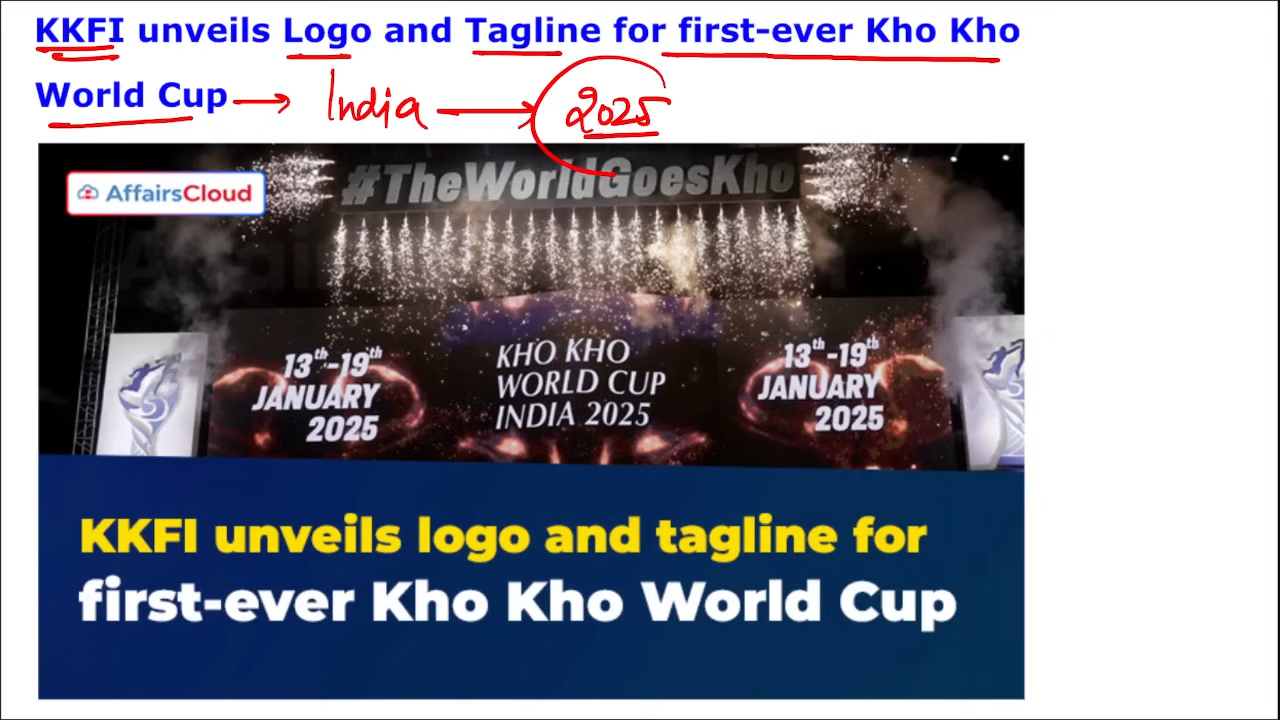 KKFI unveils Logo and Tagline for first-ever Kho Kho
World Cup → India → 2025
#TheWorldGoesKho
AffairsCloud
13th-19th
JANUARY
2025
KHO KHO
WORLD CUP
INDIA 2025
13th-19th
JANUARY
2025
KKFI unveils logo and tagline for
first-ever Kho Kho World Cup